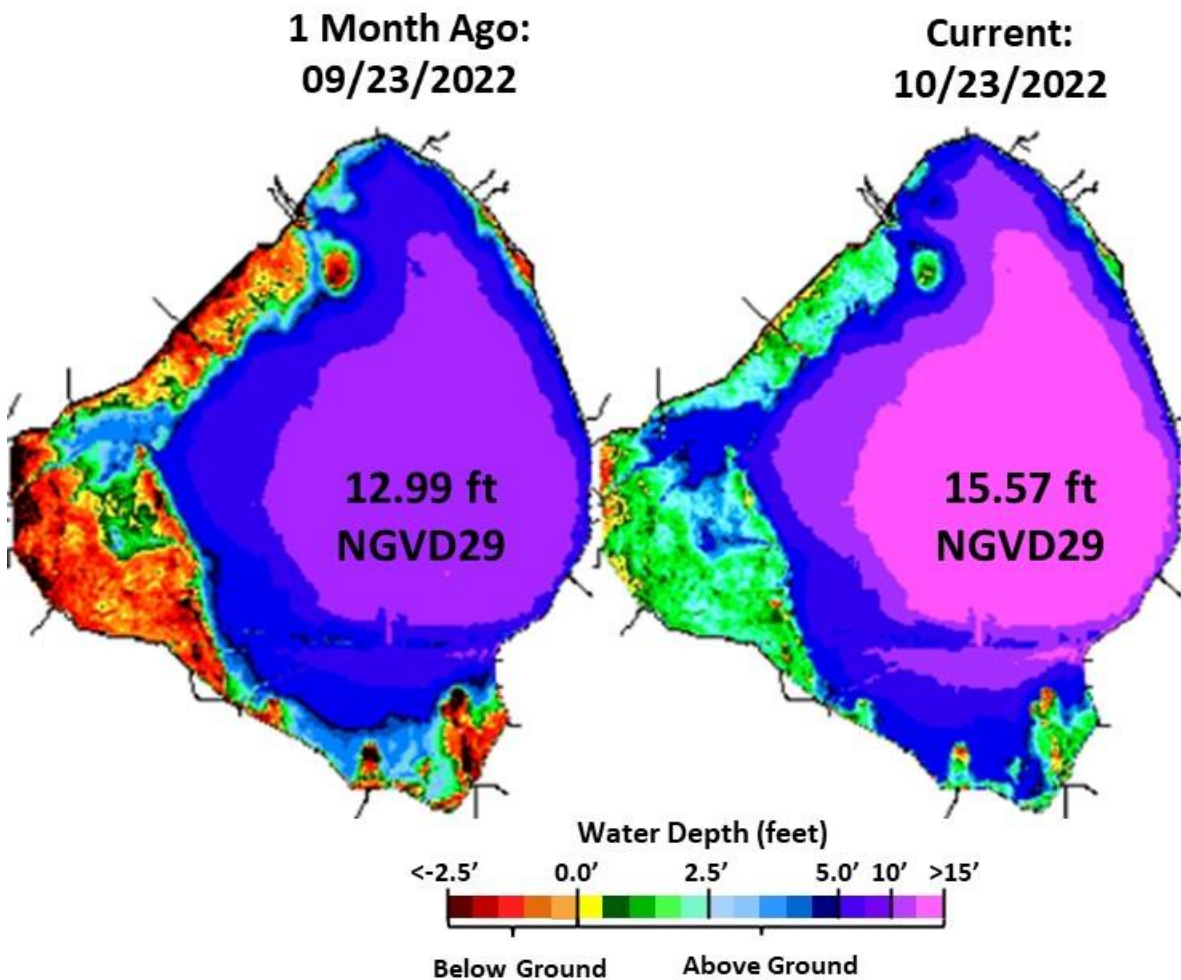 1 Month Ago:
09/23/2022
Current:
10/23/2022
12.99 ft
NGVD29
15.57 ft
NGVD29
Water Depth (feet)
<-2.5’ 0.0’ 2.5’ 5.0’ 10’ >15’
Below Ground Above Ground